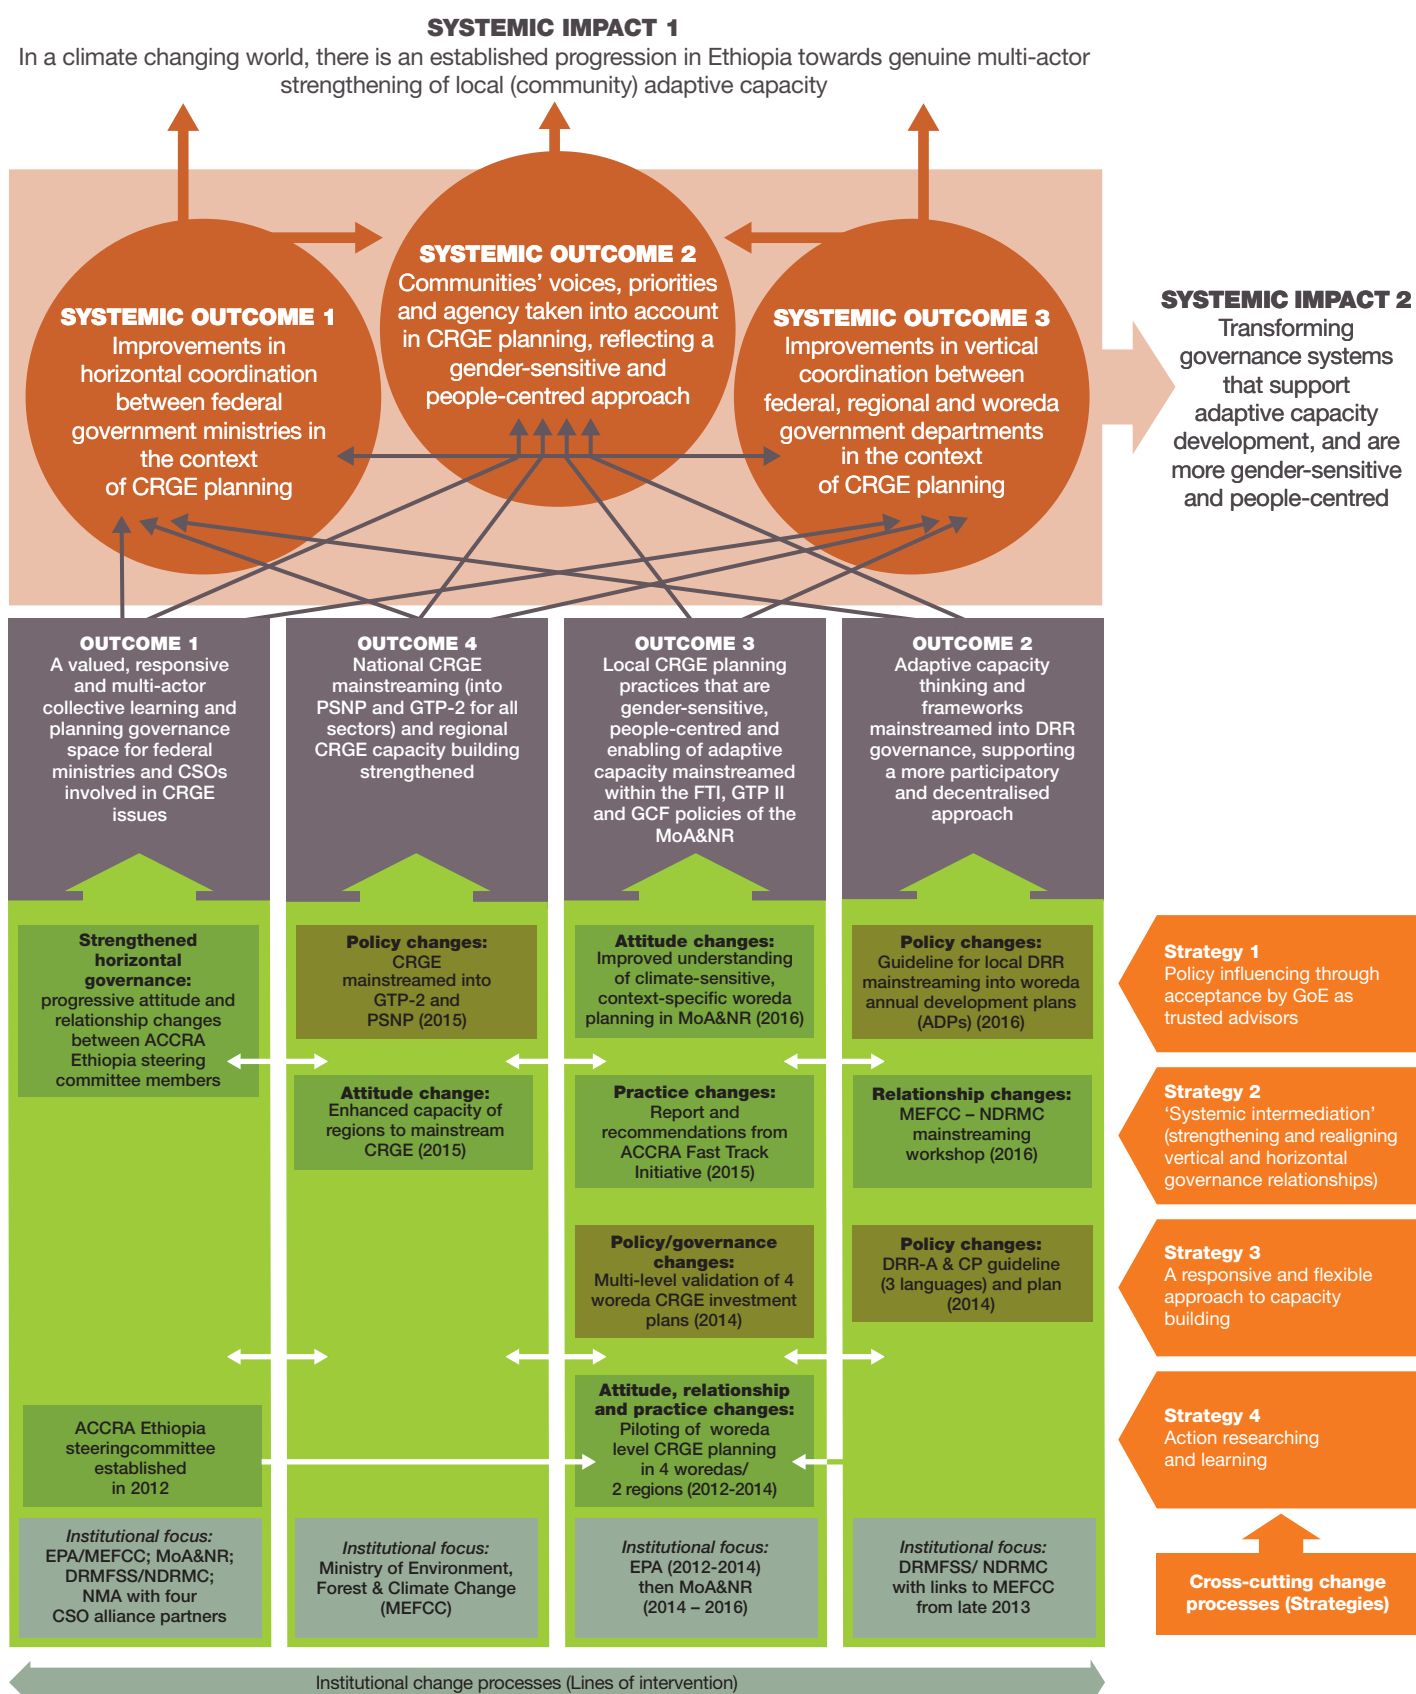 SYSTEMIC IMPACT 1
In a climate changing world, there is an established progression in Ethiopia towards genuine multi-actor
strengthening of local (community) adaptive capacity
SYSTEMIC OUTCOME 1
Improvements in
horizontal coordination
between federal
government ministries in
the context
of CRGE planning
SYSTEMIC OUTCOME 2
Communities’ voices, priorities
and agency taken into account
in CRGE planning, reflecting a
gender-sensitive and
people-centred approach
SYSTEMIC OUTCOME 3
Improvements in vertical
coordination between
federal, regional and woreda
government departments
in the context
of CRGE planning
SYSTEMIC IMPACT 2
Transforming
governance systems
that support
adaptive capacity
development, and are
more gender-sensitive
and people-centred
OUTCOME 1
A valued, responsive
and multi-actor
collective learning and
planning governance
space for federal
ministries and CSOs
involved in CRGE
issues
OUTCOME 4
National CRGE
mainstreaming (into
PSNP and GTP-2 for all
sectors) and regional
CRGE capacity building
strengthened
OUTCOME 3
Local CRGE planning
practices that are
gender-sensitive,
people-centred and
enabling of adaptive
capacity mainstreamed
within the FTI, GTP II
and GCF policies of the
MoA&NR
OUTCOME 2
Adaptive capacity
thinking and
frameworks
mainstreamed into DRR
governance, supporting
a more participatory
and decentralised
approach
Strengthened
horizontal
governance:
progressive attitude and
relationship changes
between ACCRA
Ethiopia steering
committee members
ACCRA Ethiopia
steeringcommittee
established
in 2012
Institutional focus:
EPA/MEFCC; MoA&NR;
DRMFSS/NDRMC;
NMA with four
CSO alliance partners
Policy changes:
CRGE
mainstreamed into
GTP-2 and
PSNP (2015)
Attitude change:
Enhanced capacity of
regions to mainstream
CRGE (2015)
Institutional focus:
Ministry of Environment,
Forest & Climate Change
(MEFCC)
Attitude changes:
Improved understanding
of climate-sensitive,
context-specific woreda
planning in MoA&NR (2016)
Practice changes:
Report and
recommendations from
ACCRA Fast Track
Initiative (2015)
Policy/governance
changes:
Multi-level validation of 4
woreda CRGE investment
plans (2014)
Attitude, relationship
and practice changes:
Piloting of woreda
level CRGE planning
in 4 woredas/
2 regions (2012-2014)
Institutional focus:
EPA (2012-2014)
then MoA&NR
(2014 – 2016)
Policy changes:
Guideline for local DRR
mainstreaming into woreda
annual development plans
(ADPs) (2016)
Relationship changes:
MEFCC – NDRMC
mainstreaming
workshop (2016)
Policy changes:
DRR-A & CP guideline
(3 languages) and plan
(2014)
Institutional focus:
DRMFSS/ NDRMC
with links to MEFCC
from late 2013
Strategy 1
Policy influencing through
acceptance by GoE as
trusted advisors
Strategy 2
‘Systemic intermediation’
(strengthening and realigning
vertical and horizontal
governance relationships)
Strategy 3
A responsive and flexible
approach to capacity
building
Strategy 4
Action researching
and learning
Cross-cutting change
processes (Strategies)
Institutional change processes (Lines of intervention)